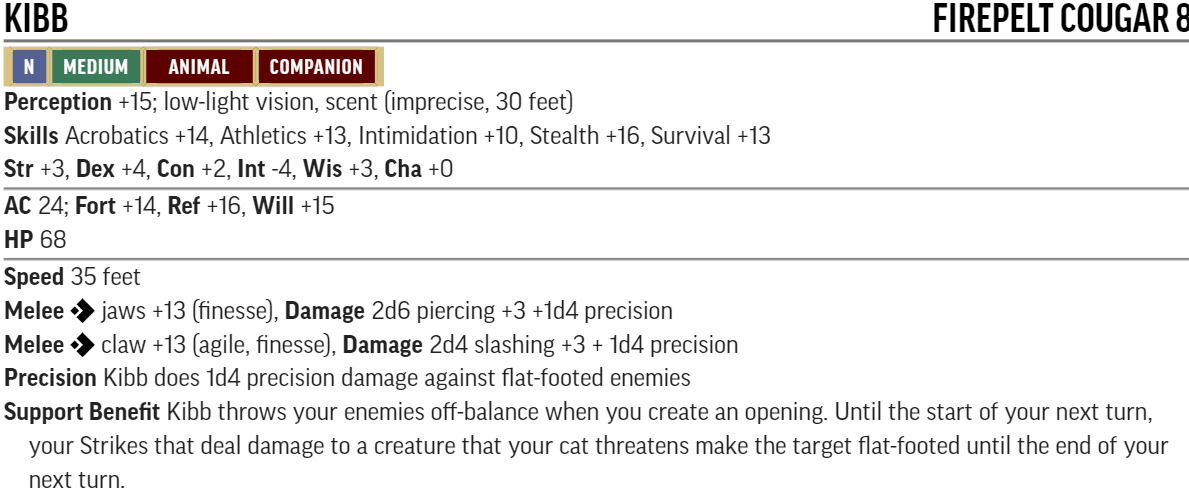 KIBB FIREPELT COUGAR 8
N MEDIUM ANIMAL COMPANION
Perception +15; low-light vision, scent (imprecise, 30 feet)
Skills Acrobatics +14, Athletics +13, Intimidation +10, Stealth +16, Survival +13
Str +3, Dex +4, Con +2, Int -4, Wis +3, Cha +0
AC 24; Fort +14, Ref +16, Will +15
HP 68
Speed 35 feet
Melee jaws +13 (finesse), Damage 2d6 piercing +3 +1d4 precision
Melee claw +13 (agile, finesse), Damage 2d4 slashing +3 + 1d4 precision
Precision Kibb does 1d4 precision damage against flat-footed enemies
Support Benefit Kibb throws your enemies off-balance when you create an opening. Until the start of your next turn,
your Strikes that deal damage to a creature that your cat threatens make the target flat-footed until the end of your
next turn.